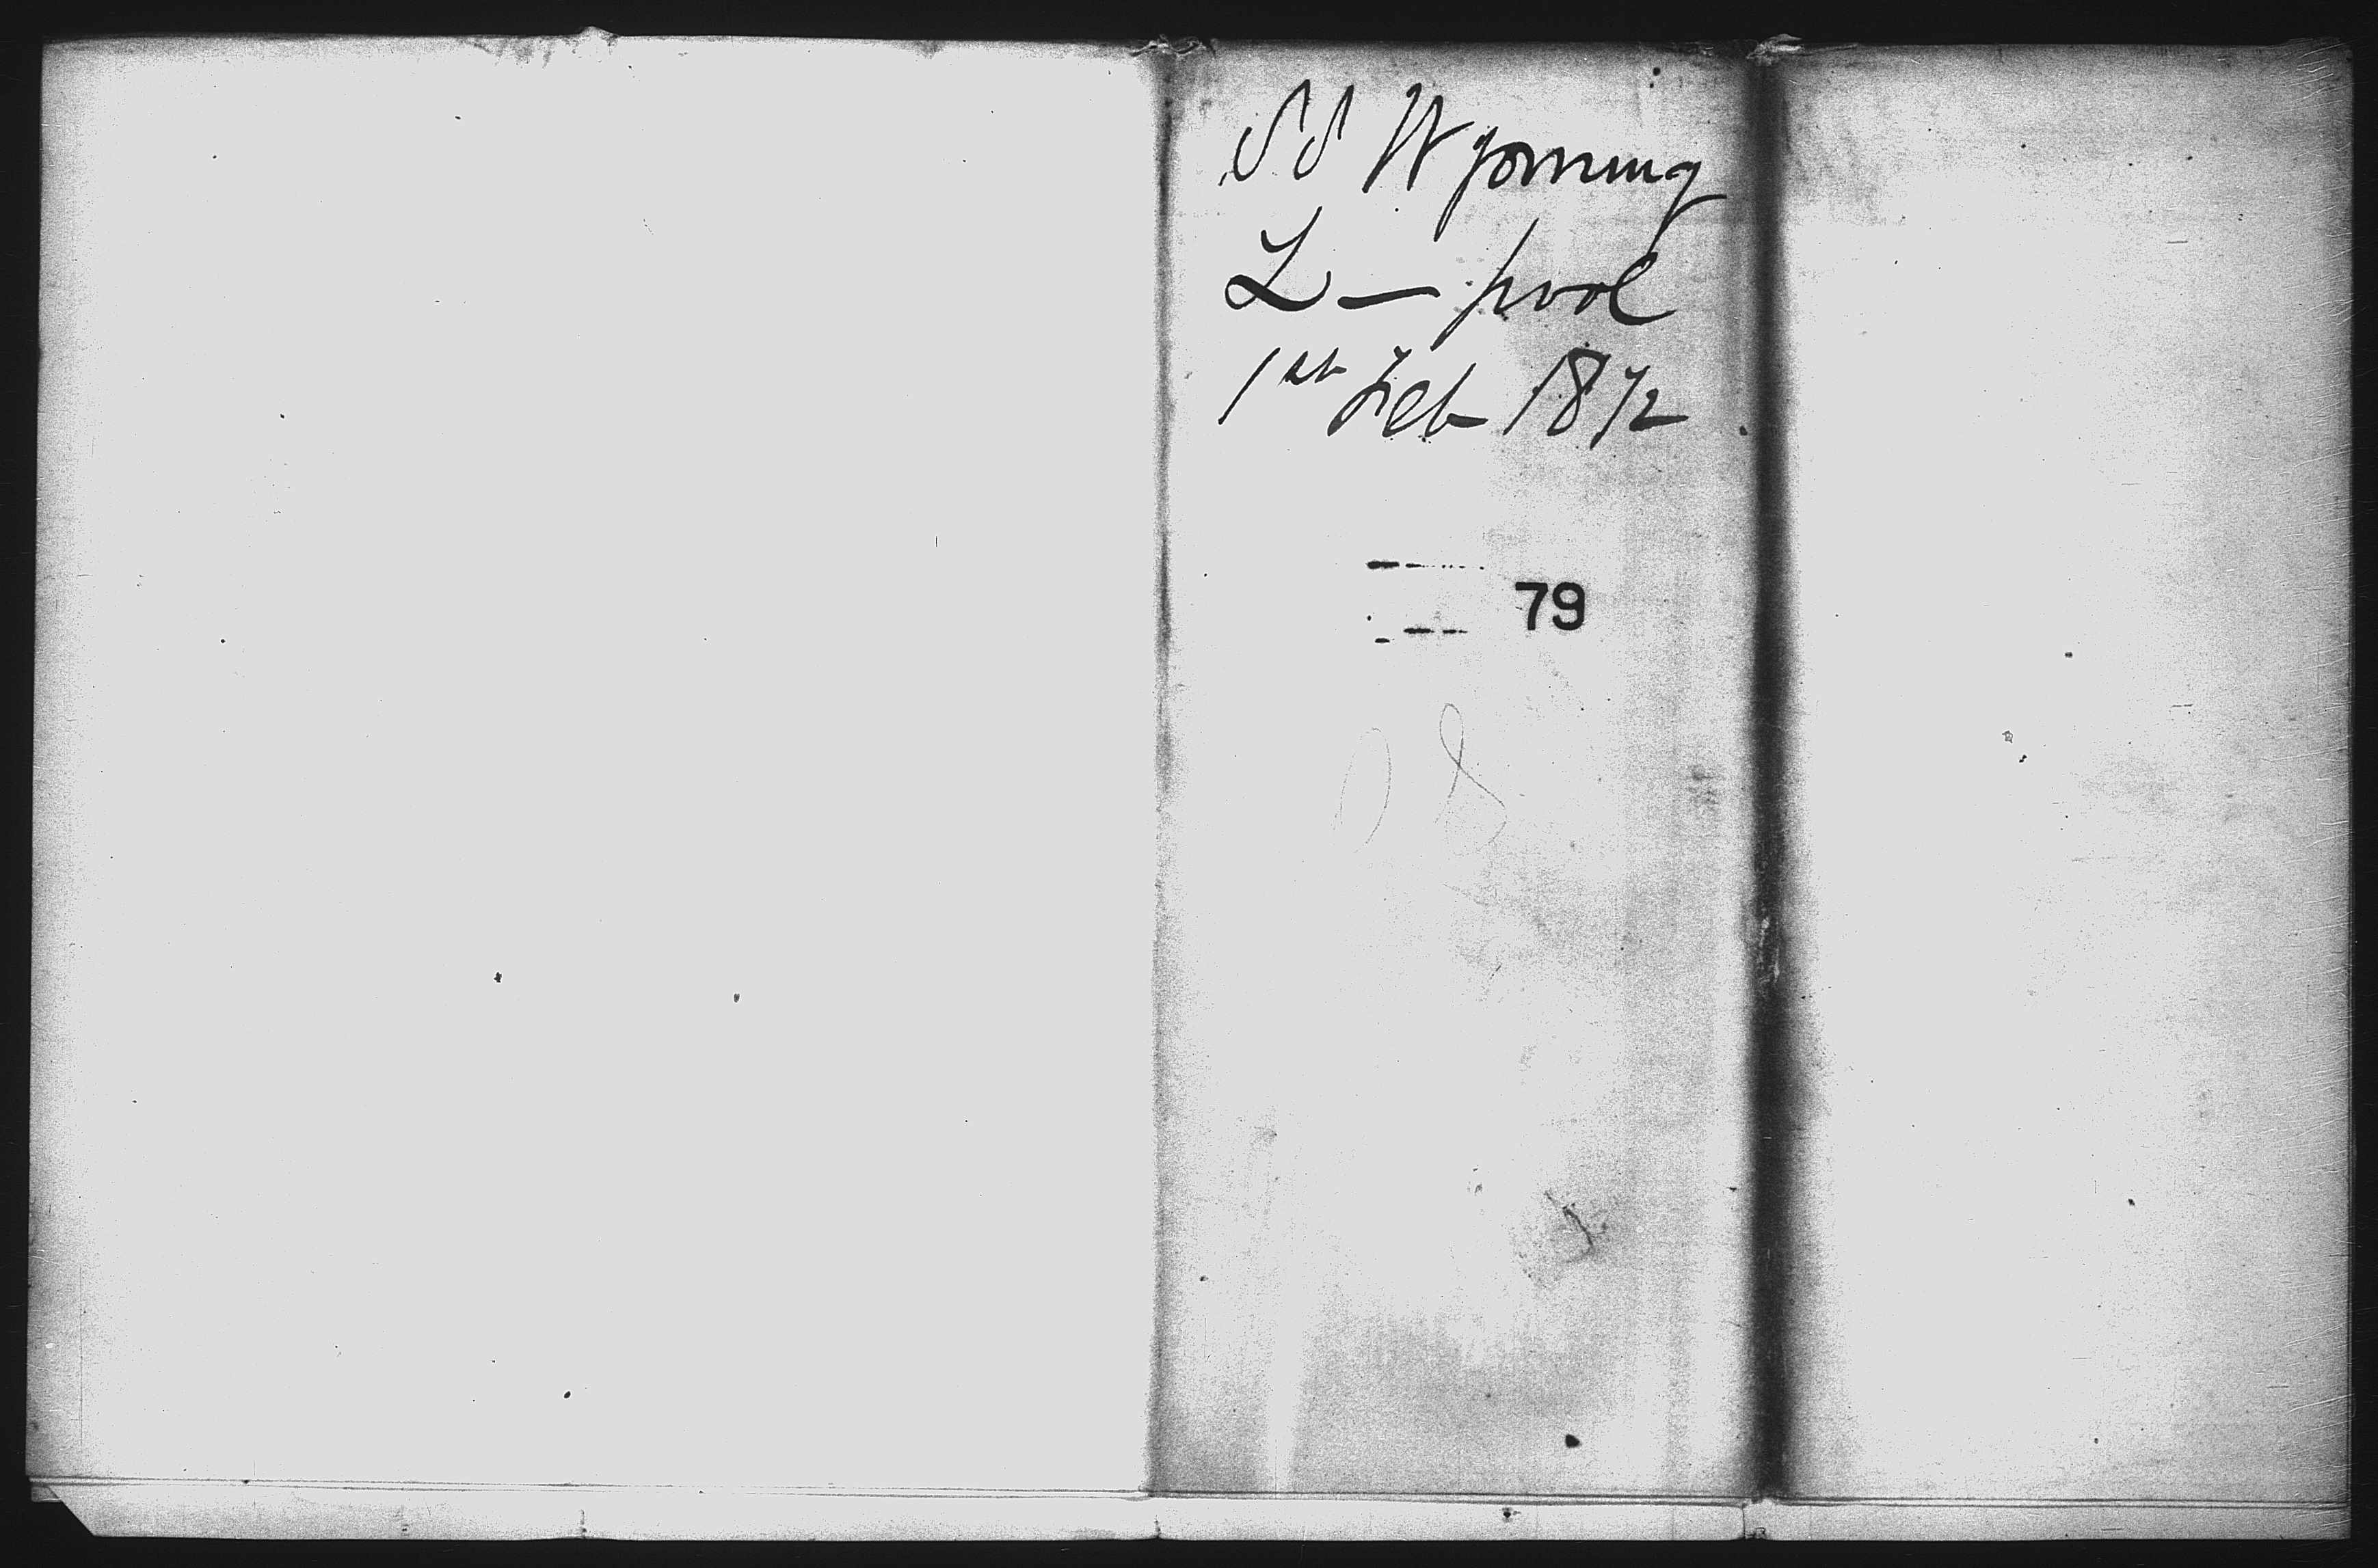 SS Wyoming
L — pool
1st Feb 1872
79